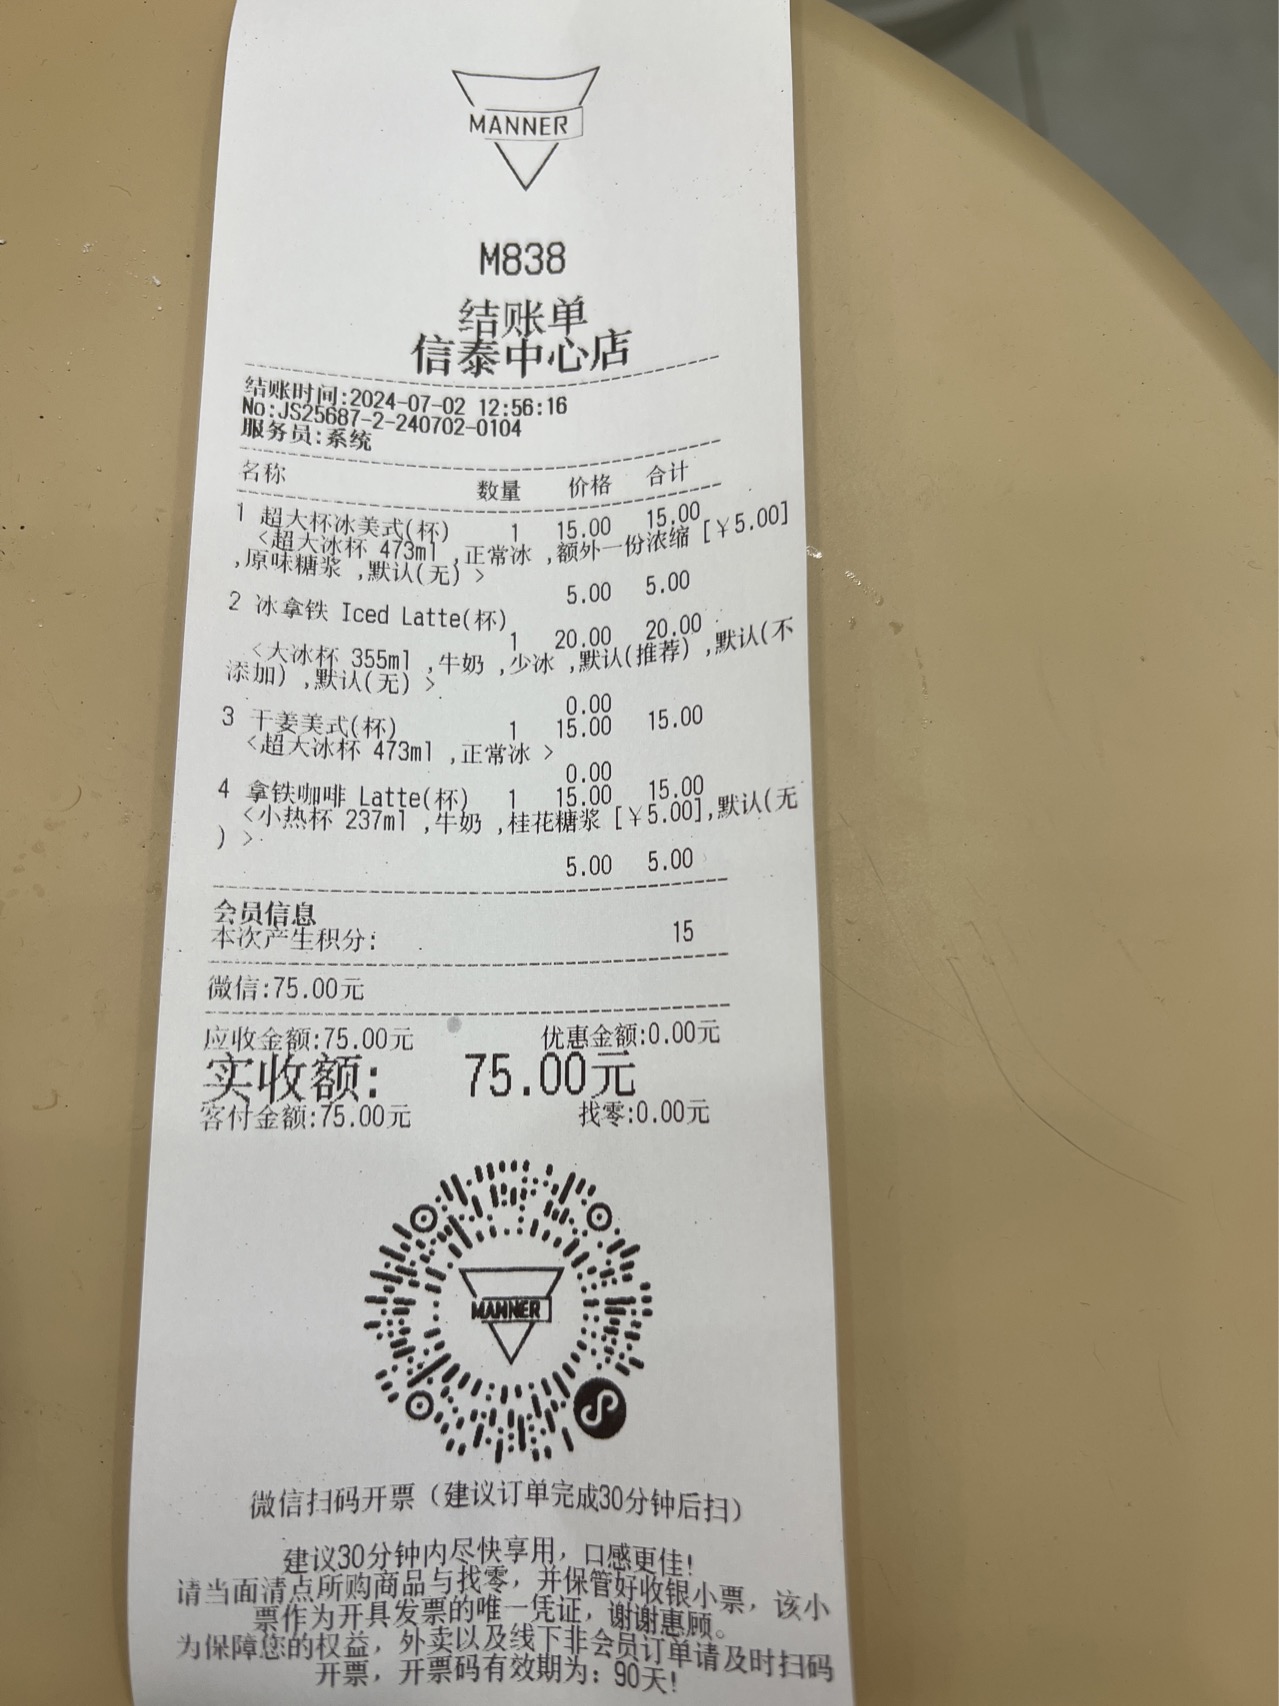 MANNER
M838
结账单
信泰中心店
结账时间:2024-07-02 12:56:16
No:JS25687-2-240702-0104
服务员:系统
名称 数量 价格 合计
1 超大杯冰美式(杯) 1 15.00 15.00
<超大冰杯 473ml ,正常冰 ,额外一份浓缩 [￥5.00]
,原味糖浆 ,默认(无) >
5.00 5.00
2 冰拿铁 Iced Latte(杯)
1 20.00 20.00
<大冰杯 355ml ,牛奶 ,少冰 ,默认(推荐) ,默认(不
添加) ,默认(无) >
0.00
3 干姜美式(杯) 1 15.00 15.00
<超大冰杯 473ml ,正常冰 >
0.00
4 拿铁咖啡 Latte(杯) 1 15.00 15.00
<小热杯 237ml ,牛奶 ,桂花糖浆 [￥5.00],默认(无
) >
5.00 5.00
会员信息
本次产生积分: 15
微信:75.00元
应收金额:75.00元 优惠金额:0.00元
实收额: 75.00元
客付金额:75.00元 找零:0.00元
MANNER
微信扫码开票（建议订单完成30分钟后扫）
建议30分钟内尽快享用，口感更佳!
请当面清点所购商品与找零，并保管好收银小票，该小
票作为开具发票的唯一凭证，谢谢惠顾。
为保障您的权益，外卖以及线下非会员订单请及时扫码
开票，开票码有效期为：90天!